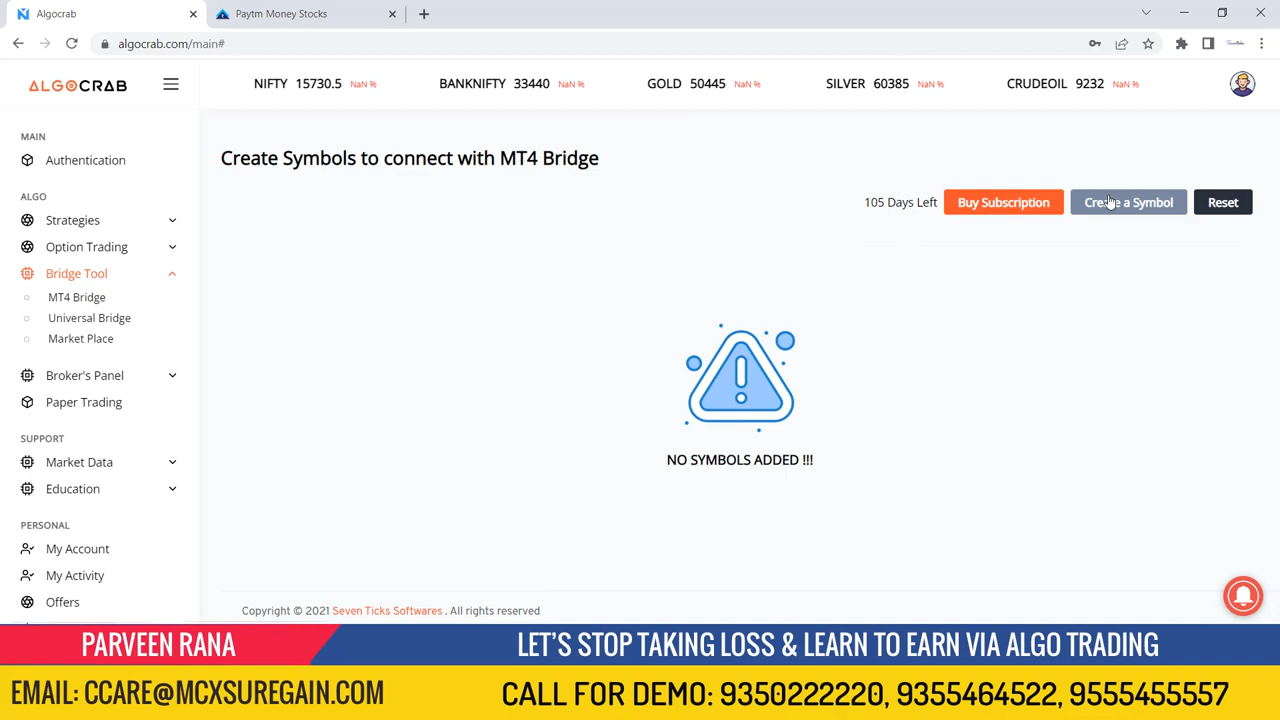 Algocrab
Paytm Money Stocks
algocrab.com/main#
ALGOCRAB
NIFTY 15730.5 NaN %
BANKNIFTY 33440 NaN %
GOLD 50445 NaN %
SILVER 60385 NaN %
CRUDEOIL 9232 NaN %
MAIN
Authentication
ALGO
Strategies
Option Trading
Bridge Tool
MT4 Bridge
Universal Bridge
Market Place
Broker's Panel
Paper Trading
SUPPORT
Market Data
Education
PERSONAL
My Account
My Activity
Offers
Create Symbols to connect with MT4 Bridge
105 Days Left
Buy Subscription
Create a Symbol
Reset
NO SYMBOLS ADDED !!!
Copyright © 2021 Seven Ticks Softwares . All rights reserved
PARVEEN RANA
LET'S STOP TAKING LOSS & LEARN TO EARN VIA ALGO TRADING
EMAIL: CCARE@MCXSUREGAIN.COM
CALL FOR DEMO: 9350222220, 9355464522, 9555455557